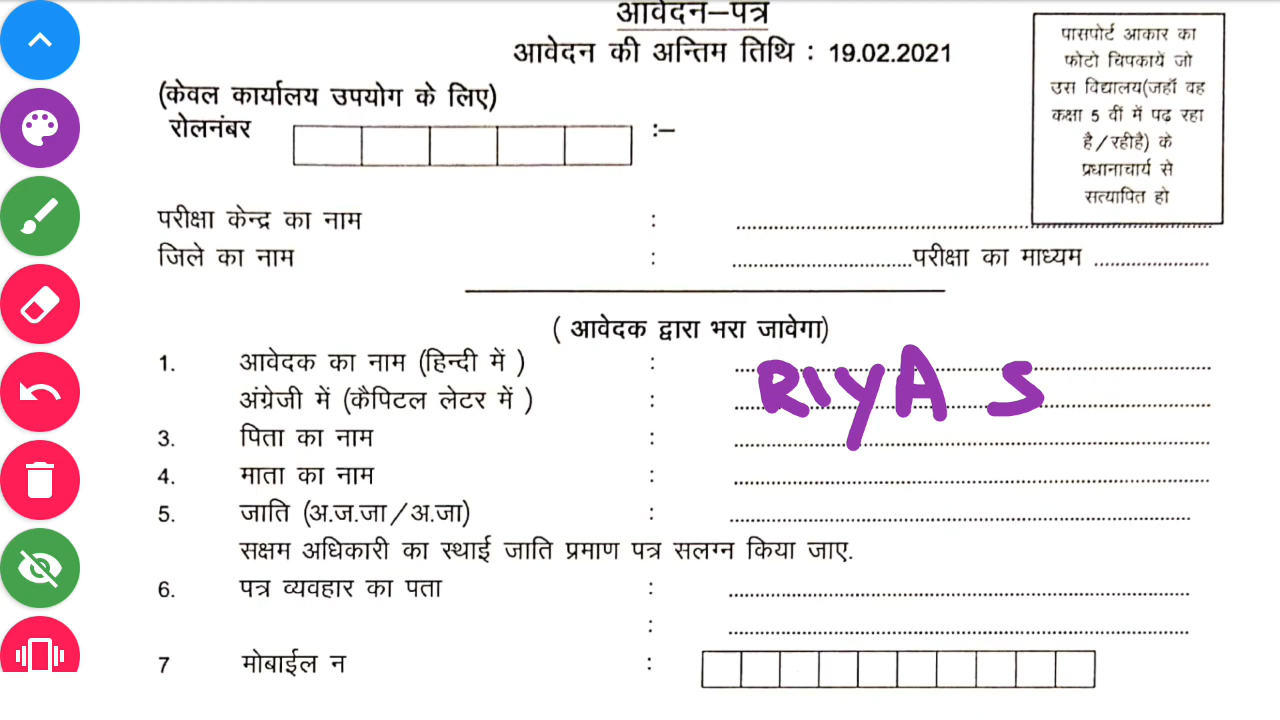 आवेदन–पत्र
आवेदन की अन्तिम तिथि : 19.02.2021
पासपोर्ट आकार का
फोटो चिपकायें जो
उस विद्यालय(जहॉ वह
कक्षा 5 वीं में पढ रहा
है/रहीहै) के
प्रधानाचार्य से
सत्यापित हो
(केवल कार्यालय उपयोग के लिए)
रोलनंबर :–
परीक्षा केन्द्र का नाम : ........................................
जिले का नाम : ........................परीक्षा का माध्यम ................
( आवेदक द्वारा भरा जावेगा)
1. आवेदक का नाम (हिन्दी में ) : ........................................
अंग्रेजी में (कैपिटल लेटर में ) : RIYA S
3. पिता का नाम : ........................................
4. माता का नाम : ........................................
5. जाति (अ.ज.जा/अ.जा) : ........................................
सक्षम अधिकारी का स्थाई जाति प्रमाण पत्र सलग्न किया जाए.
6. पत्र व्यवहार का पता : ........................................
: ........................................
7 मोबाईल न :